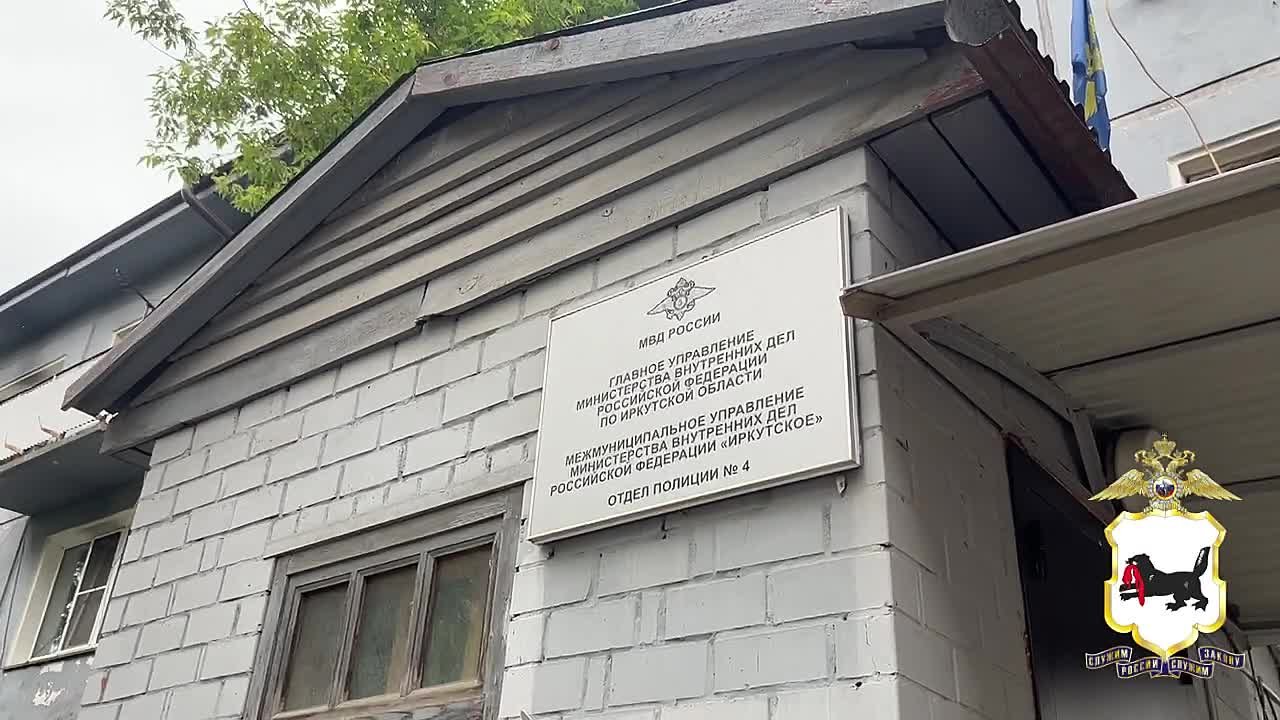 МВД РОССИИ
ГЛАВНОЕ УПРАВЛЕНИЕ
МИНИСТЕРСТВА ВНУТРЕННИХ ДЕЛ
РОССИЙСКОЙ ФЕДЕРАЦИИ
ПО ИРКУТСКОЙ ОБЛАСТИ
МЕЖМУНИЦИПАЛЬНОЕ УПРАВЛЕНИЕ
МИНИСТЕРСТВА ВНУТРЕННИХ ДЕЛ
РОССИЙСКОЙ ФЕДЕРАЦИИ «ИРКУТСКОЕ»
ОТДЕЛ ПОЛИЦИИ № 4
СЛУЖИМ РОССИИ СЛУЖИМ ЗАКОНУ